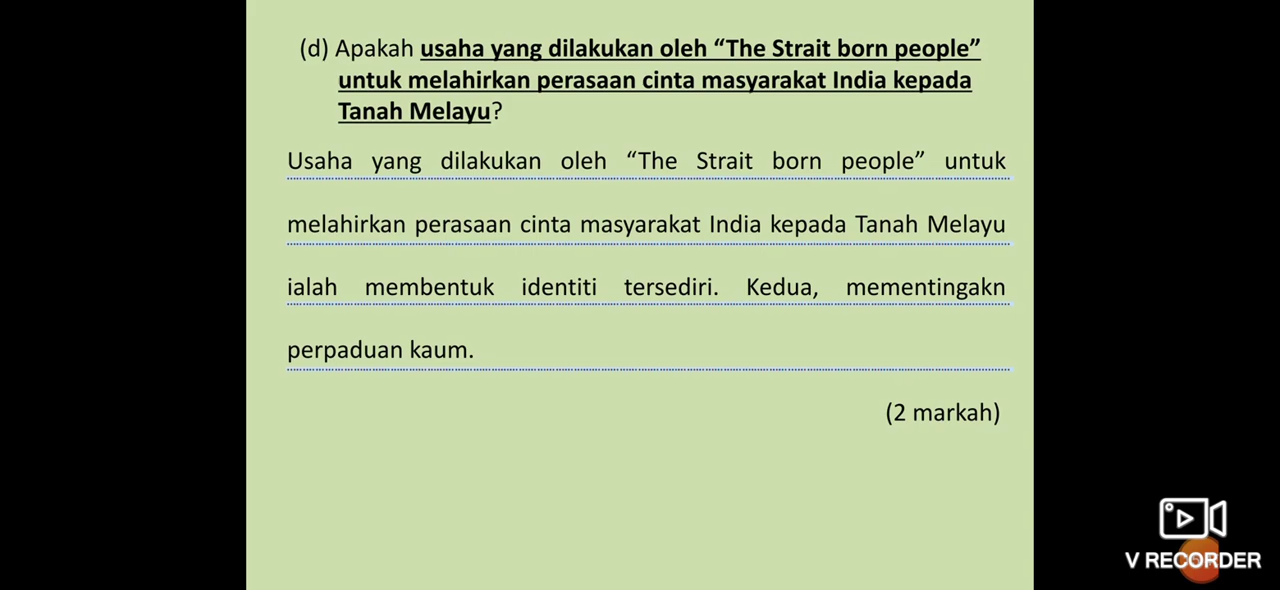 (d) Apakah usaha yang dilakukan oleh “The Strait born people”
untuk melahirkan perasaan cinta masyarakat India kepada
Tanah Melayu?
Usaha yang dilakukan oleh “The Strait born people” untuk
melahirkan perasaan cinta masyarakat India kepada Tanah Melayu
ialah membentuk identiti tersediri. Kedua, mementingakn
perpaduan kaum.
(2 markah)
V RECORDER